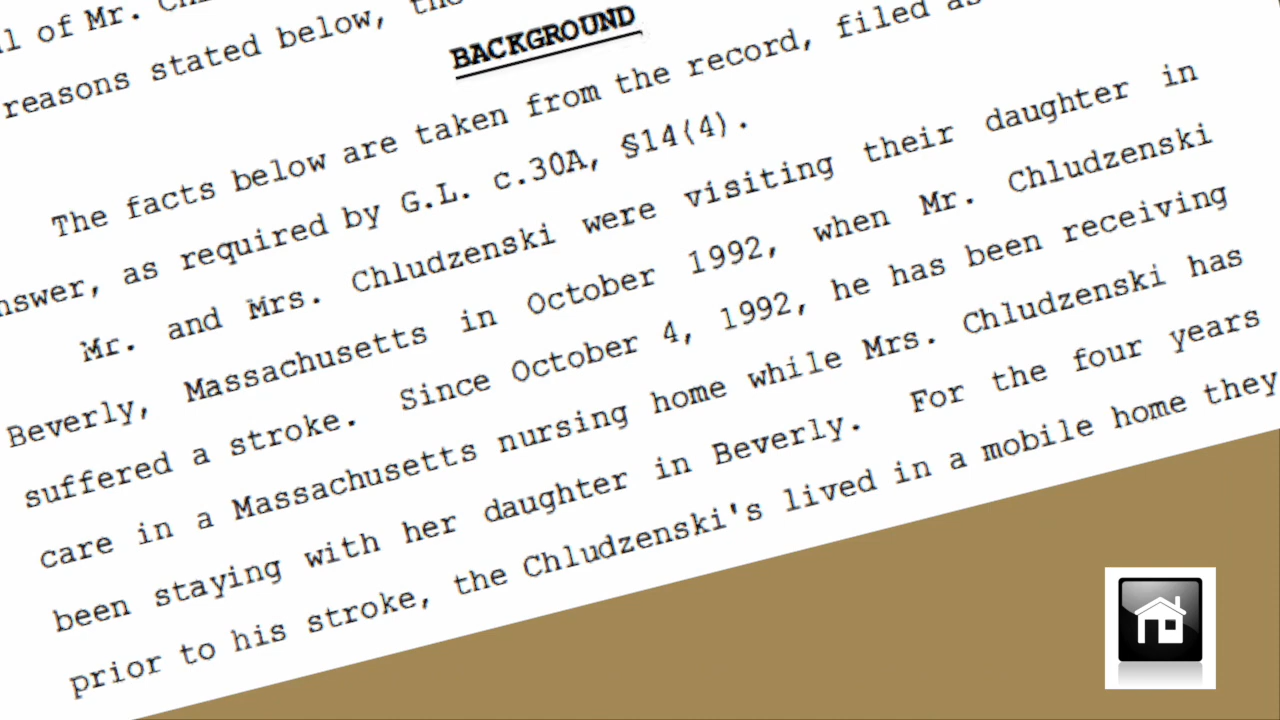 l of Mr.
reasons stated below, the
BACKGROUND
The facts below are taken from the record, filed as
nswer, as required by G.L. c.30A, §14(4).
Mr. and Mrs. Chludzenski were visiting their daughter in
Beverly, Massachusetts in October 1992, when Mr. Chludzenski
suffered a stroke. Since October 4, 1992, he has been receiving
care in a Massachusetts nursing home while Mrs. Chludzenski has
been staying with her daughter in Beverly. For the four years
prior to his stroke, the Chludzenski's lived in a mobile home they